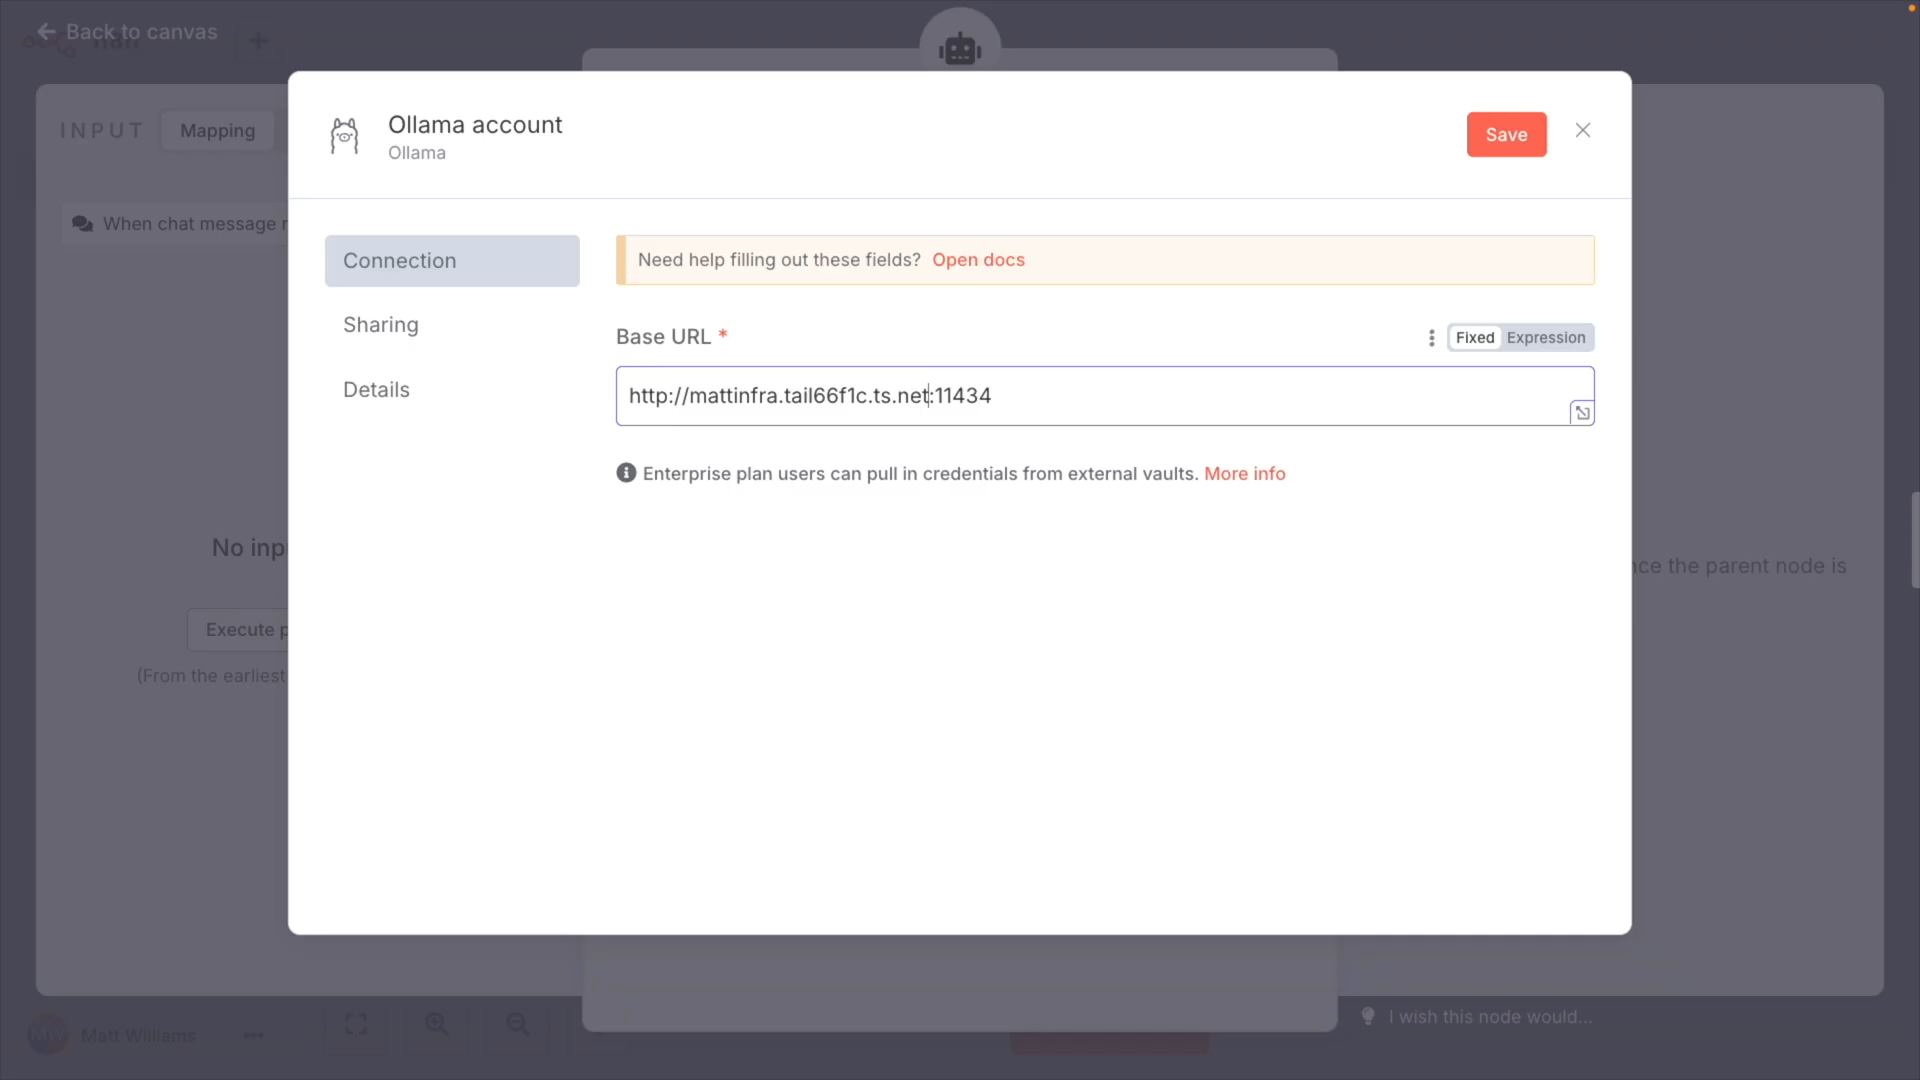 Back to canvas
n8n
INPUT
Mapping
When chat message r
No inp
Execute p
(From the earliest
Ollama account
Ollama
Save
Connection
Sharing
Details
Need help filling out these fields? Open docs
Base URL *
Fixed
Expression
http://mattinfra.tail66f1c.ts.net:11434
Enterprise plan users can pull in credentials from external vaults. More info
nce the parent node is
MW
Matt Williams
I wish this node would...